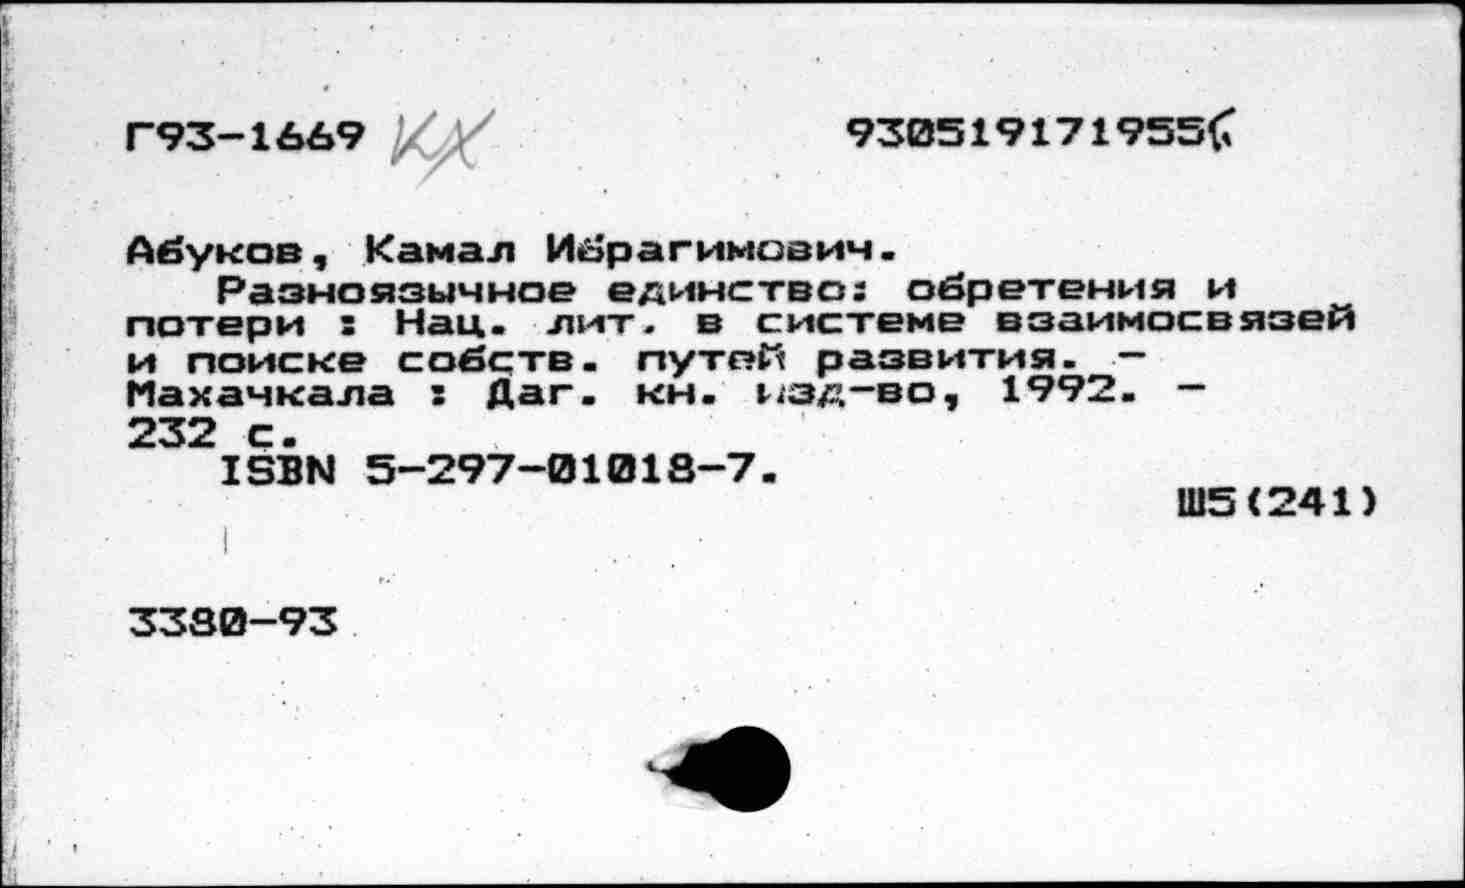 Г93-1669 КХ 930519171955
Абуков, Камал Ибрагимович.
Разноязычное единство: обретения и
потери : Нац. лит. в системе взаимосвязей
и поиске собств. путей развития. -
Махачкала : Даг. кн. изд-во, 1992. -
232 с.
ISBN 5-297-01018-7.
Ш5(241)
3380-93